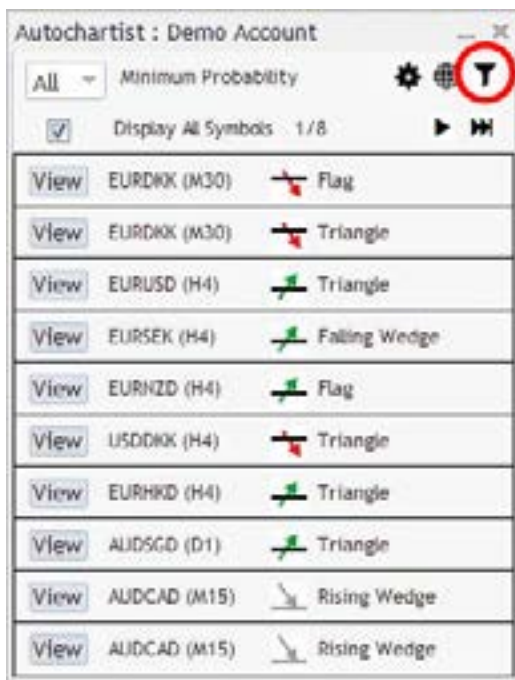 Autochartist : Demo Account
All Minimum Probability
Display All Symbols 1/8
View EURDKK (M30) Flag
View EURDKK (M30) Triangle
View EURUSD (H4) Triangle
View EURSEK (H4) Falling Wedge
View EURNZD (H4) Flag
View USDDKK (H4) Triangle
View EURHKD (H4) Triangle
View AUDSGD (D1) Triangle
View AUDCAD (M15) Rising Wedge
View AUDCAD (M15) Rising Wedge